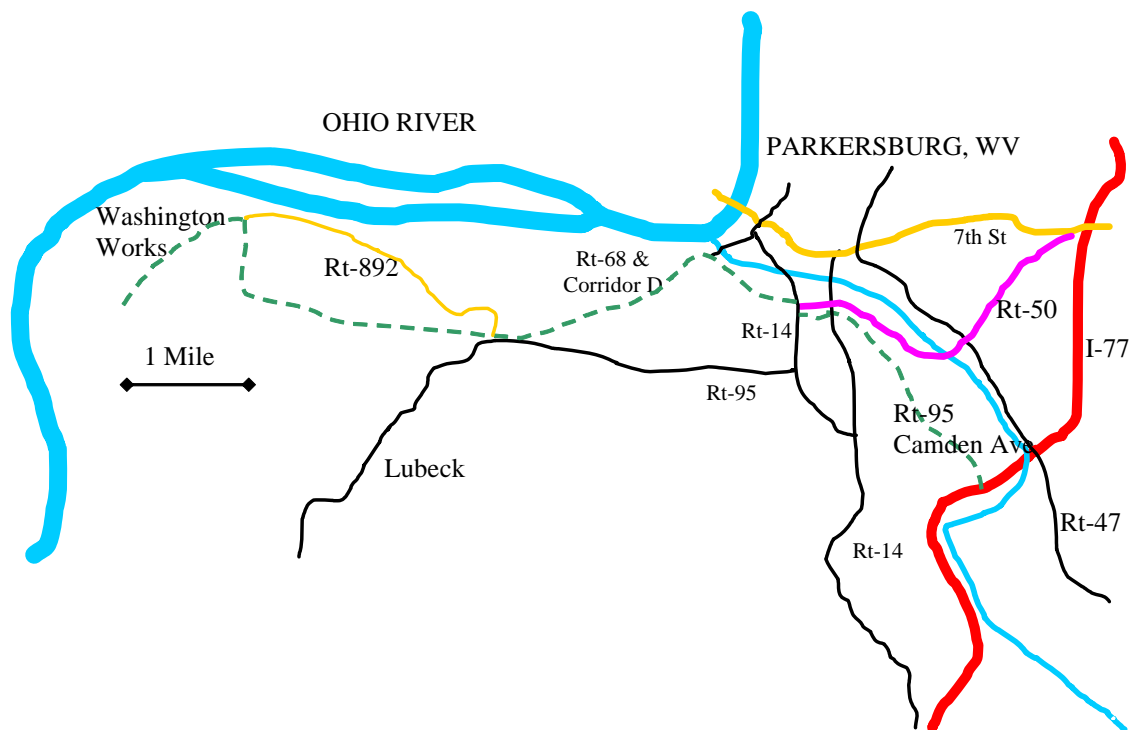 OHIO RIVER
PARKERSBURG, WV
Washington
Works
7th St
Rt-892
Rt-68 &
Corridor D
Rt-50
Rt-14
I-77
1 Mile
Rt-95
Rt-95
Camden Ave
Lubeck
Rt-47
Rt-14